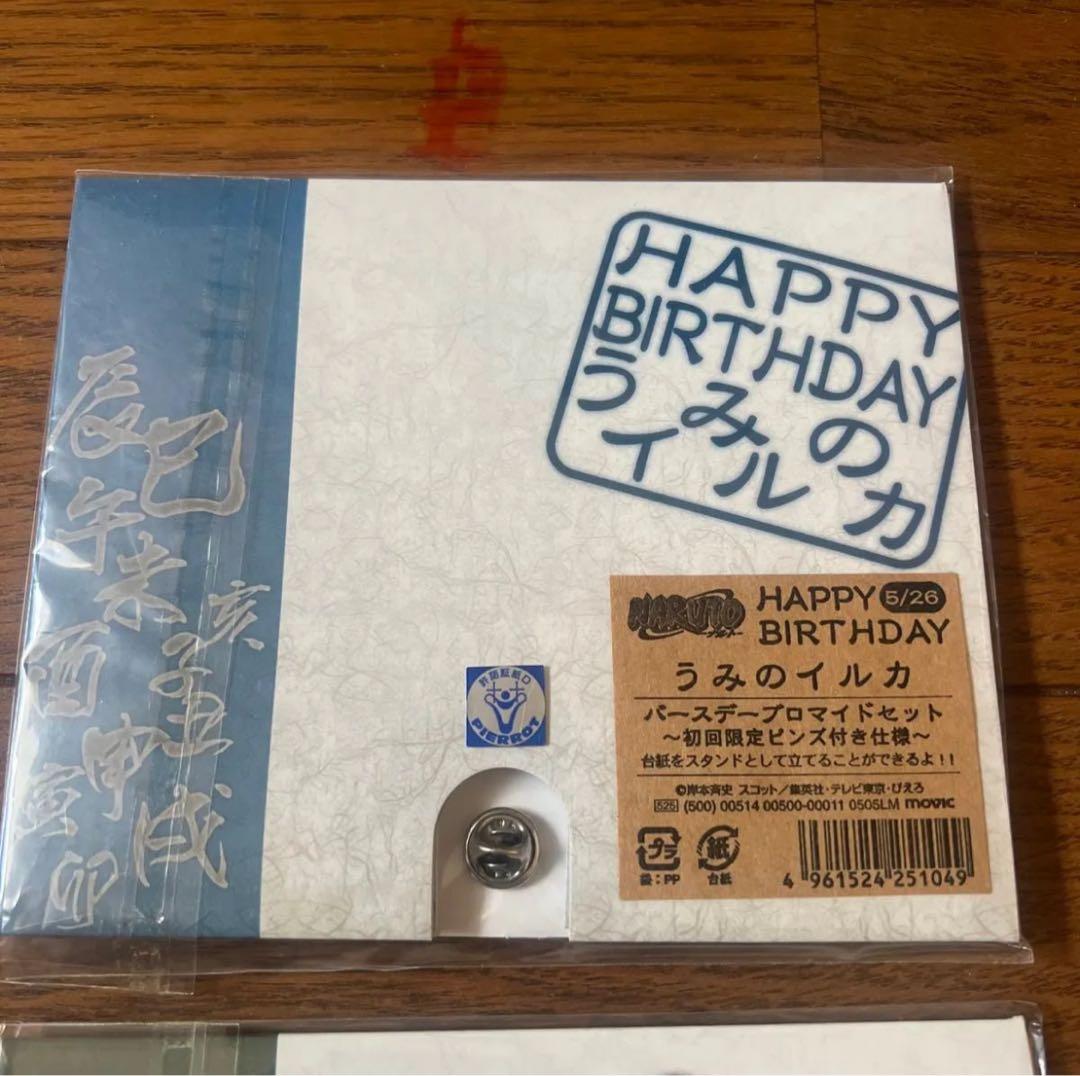 HAPPY
BIRTHDAY
うみの
イルカ
辰
巳
午
未
亥
酉
申
戌
寅
卯
許諾証紙D
PiERROT
NARUTO
ナルト
HAPPY 5/26
BIRTHDAY
うみのイルカ
バースデーブロマイドセット
~初回限定ピンズ付き仕様~
台紙をスタンドとして立てることができるよ!!
©岸本斉史 スコット/集英社・テレビ東京・ぴえろ
525 (500) 00514 00500-00011 0505LM movic
プラ 紙
袋:PP 台紙
4 961524 251049